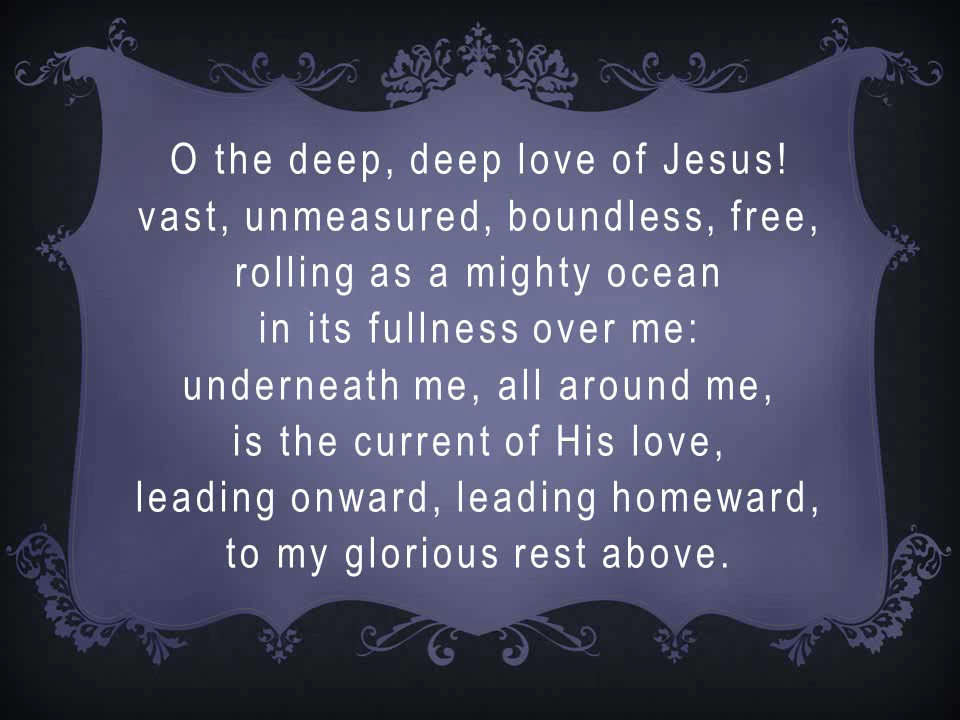 O the deep, deep love of Jesus!
vast, unmeasured, boundless, free,
rolling as a mighty ocean
in its fullness over me:
underneath me, all around me,
is the current of His love,
leading onward, leading homeward,
to my glorious rest above.